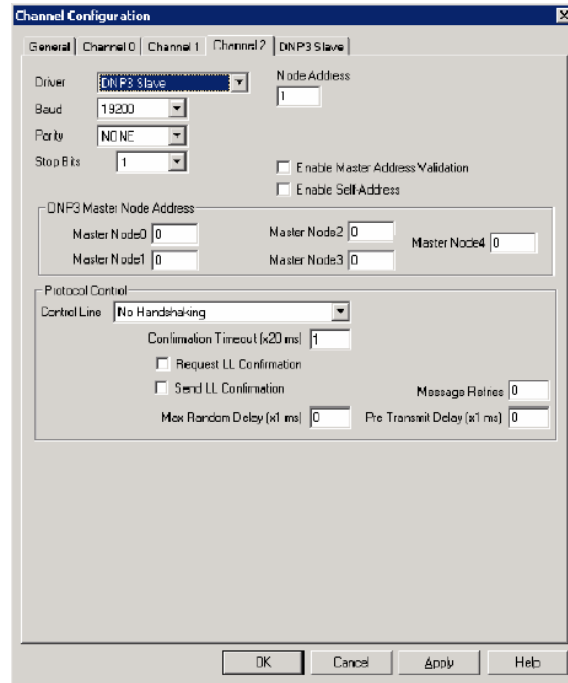 Channel Configuration
General Channel 0 Channel 1 Channel 2 DNP3 Slave
Driver DNP3 Slave Node Address
1
Baud 19200
Parity NONE
Stop Bits 1
Enable Master Address Validation
Enable Self-Address
DNP3 Master Node Address
Master Node0 0 Master Node2 0 Master Node4 0
Master Node1 0 Master Node3 0
Protocol Control
Control Line No Handshaking
Confirmation Timeout (x20 ms) 1
Request LL Confirmation
Send LL Confirmation Message Retries 0
Max Random Delay (x1 ms) 0 Pre Transmit Delay (x1 ms) 0
OK Cancel Apply Help